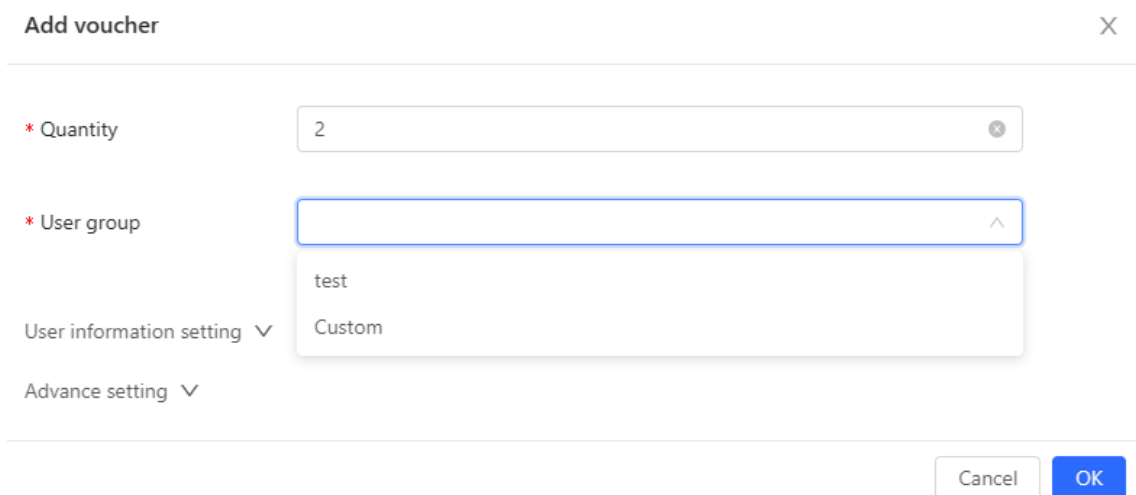 Add voucher
* Quantity
2
* User group
test
Custom
User information setting
Advance setting
Cancel
OK